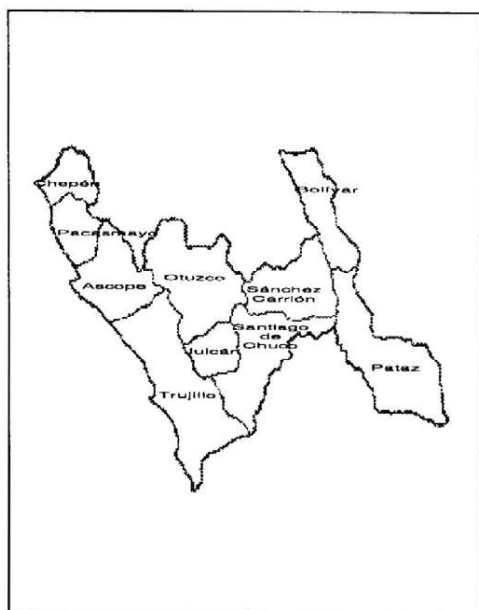 Chepén
Bolívar
Pacasmayo
Otuzco
Ascope
Sánchez
Carrión
Santiago
de
Chuco
Julcán
Pataz
Trujillo